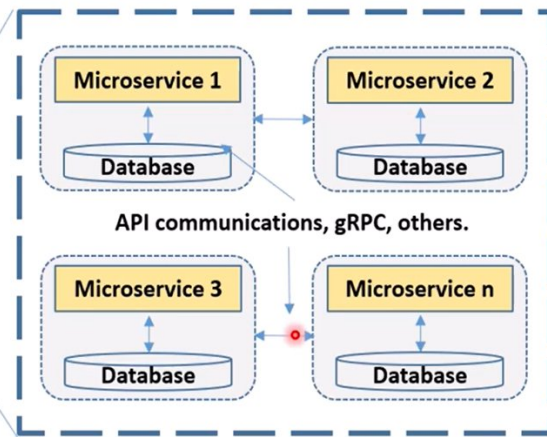 Microservice 1
Microservice 2
Database
Database
API communications, gRPC, others.
Microservice 3
Microservice n
Database
Database